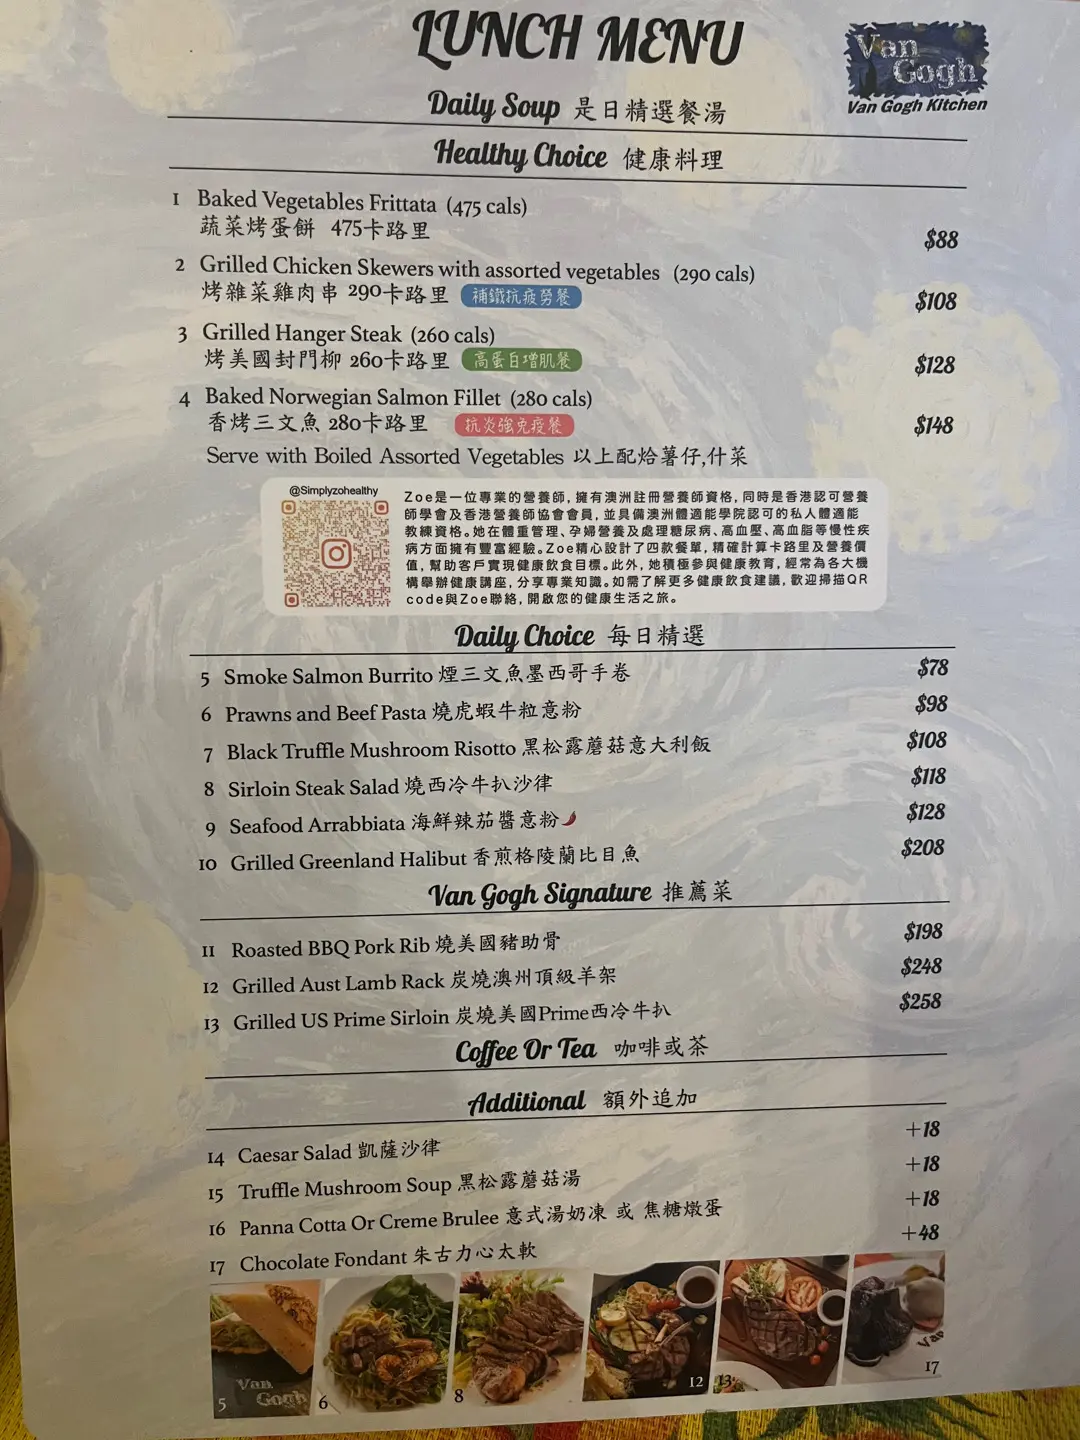 LUNCH MENU
Van
Gogh
Van Gogh Kitchen
Daily Soup 是日精選餐湯
Healthy Choice 健康料理
1 Baked Vegetables Frittata (475 cals)
蔬菜烤蛋餅 475卡路里
$88
2 Grilled Chicken Skewers with assorted vegetables (290 cals)
烤雜菜雞肉串 290卡路里 補鐵抗疲勞餐
$108
3 Grilled Hanger Steak (260 cals)
烤美國封門柳 260卡路里 高蛋白增肌餐
$128
4 Baked Norwegian Salmon Fillet (280 cals)
香烤三文魚 280卡路里 抗炎強免疫餐
$148
Serve with Boiled Assorted Vegetables 以上配焓薯仔,什菜
@Simplyzohealthy
Zoe是一位專業的營養師, 擁有澳洲註冊營養師資格, 同時是香港認可營養
師學會及香港營養師協會會員, 並具備澳洲體適能學院認可的私人體適能
教練資格。她在體重管理、孕婦營養及處理糖尿病、高血壓、高血脂等慢性疾
病方面擁有豐富經驗。Zoe精心設計了四款餐單, 精確計算卡路里及營養價
值, 幫助客戶實現健康飲食目標。此外, 她積極參與健康教育, 經常為各大機
構舉辦健康講座, 分享專業知識。如需了解更多健康飲食建議, 歡迎掃描QR
code與Zoe聯絡, 開啟您的健康生活之旅。
Daily Choice 每日精選
5 Smoke Salmon Burrito 煙三文魚墨西哥手卷 $78
6 Prawns and Beef Pasta 燒虎蝦牛粒意粉 $98
7 Black Truffle Mushroom Risotto 黑松露蘑菇意大利飯 $108
8 Sirloin Steak Salad 燒西冷牛扒沙律 $118
9 Seafood Arrabbiata 海鮮辣茄醬意粉 $128
10 Grilled Greenland Halibut 香煎格陵蘭比目魚 $208
Van Gogh Signature 推薦菜
11 Roasted BBQ Pork Rib 燒美國豬助骨 $198
12 Grilled Aust Lamb Rack 炭燒澳州頂級羊架 $248
13 Grilled US Prime Sirloin 炭燒美國Prime西冷牛扒 $258
Coffee Or Tea 咖啡或茶
Additional 額外追加
14 Caesar Salad 凱薩沙律 +18
15 Truffle Mushroom Soup 黑松露蘑菇湯 +18
16 Panna Cotta Or Creme Brulee 意式湯奶凍 或 焦糖燉蛋 +18
17 Chocolate Fondant 朱古力心太軟 +48
5 Van
Gogh
6
8
12
13
Van
17